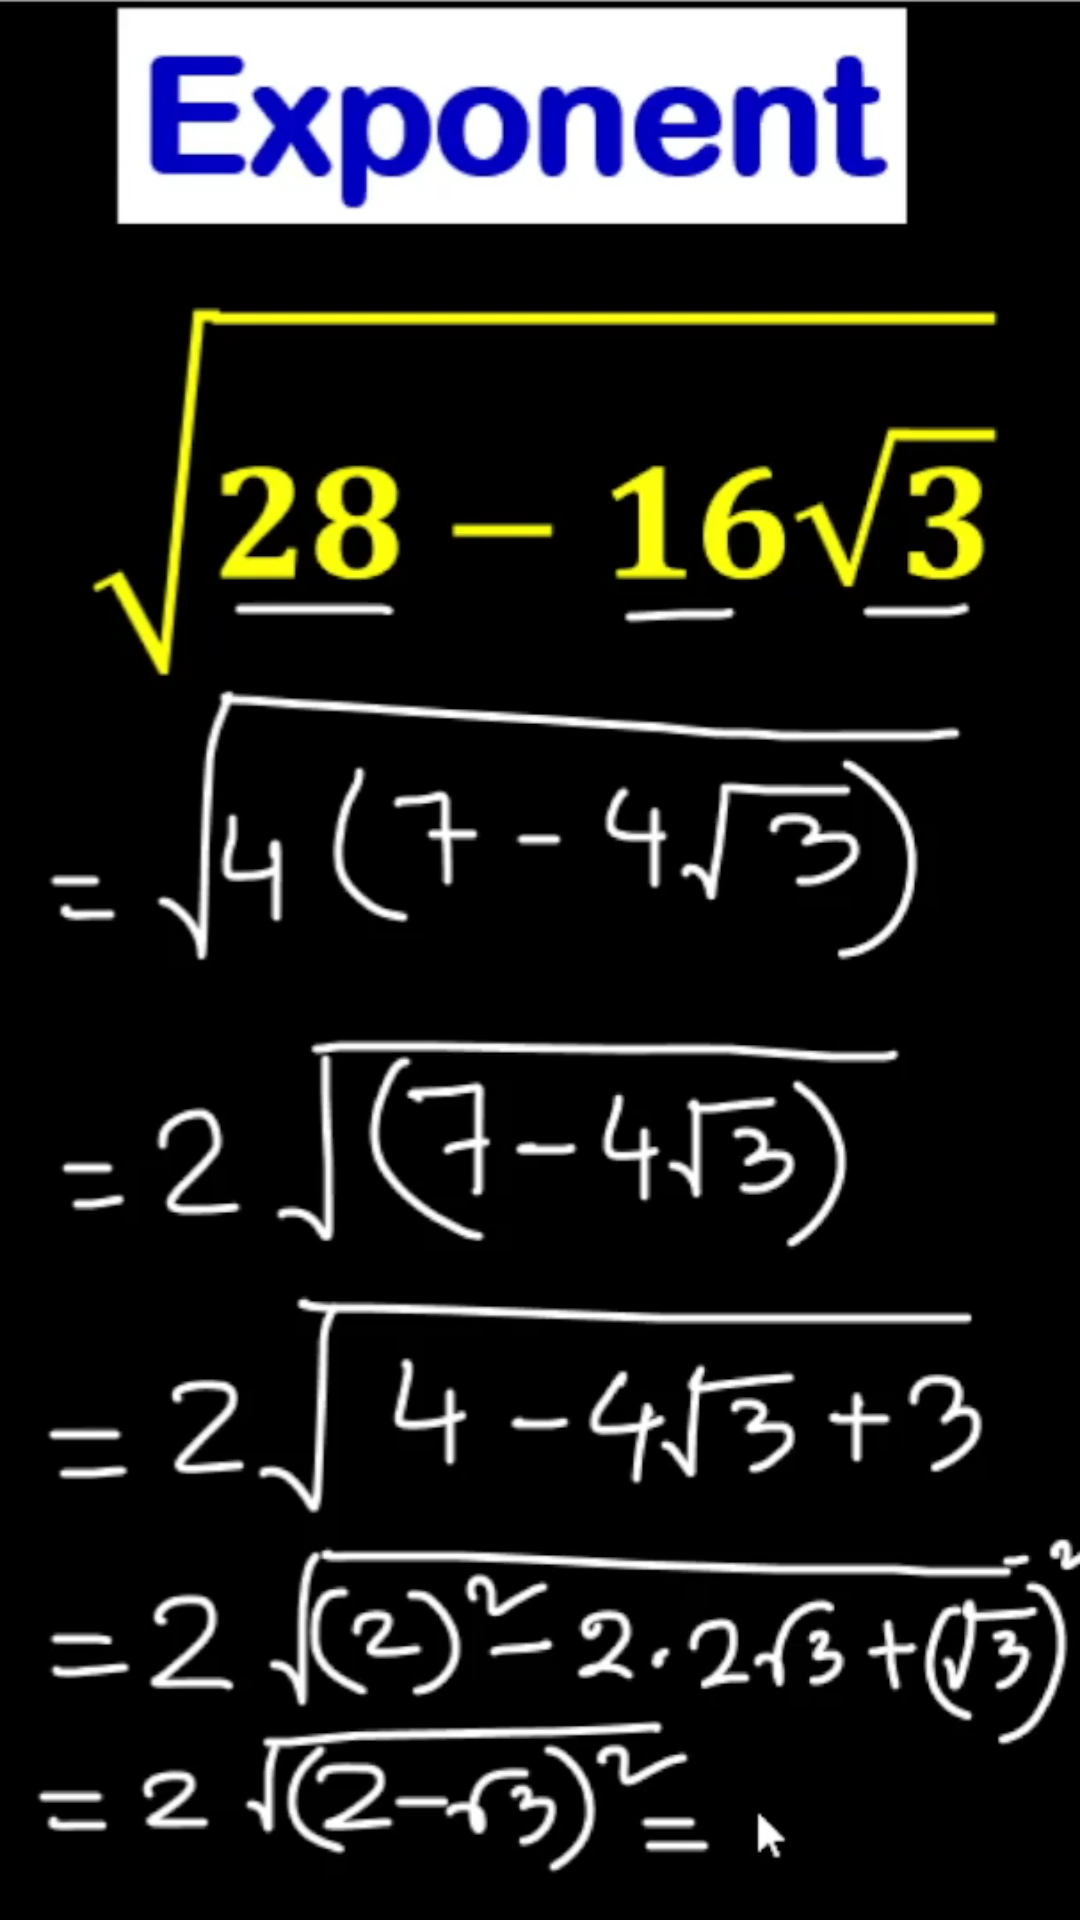 Exponent
√(28 − 16√3)
= √(4(7 - 4√3))
= 2√((7 - 4√3))
= 2√(4 - 4√3 + 3)
= 2√((2)² - 2·2√3 + (√3)²)
= 2√((2-√3)²) =